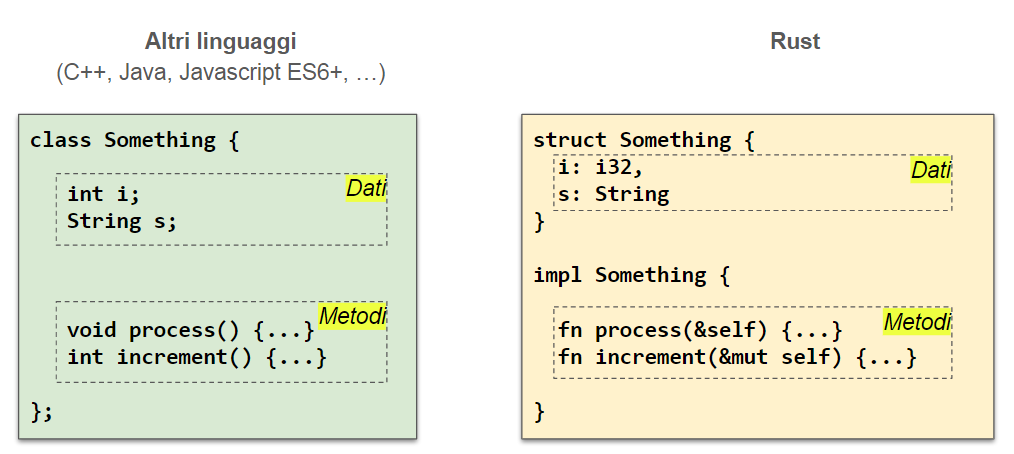 Altri linguaggi
(C++, Java, Javascript ES6+, …)
class Something {
Dati
int i;
String s;
Metodi
void process() {...}
int increment() {...}
};
Rust
struct Something {
i: i32,
Dati
s: String
}
impl Something {
Metodi
fn process(&self) {...}
fn increment(&mut self) {...}
}